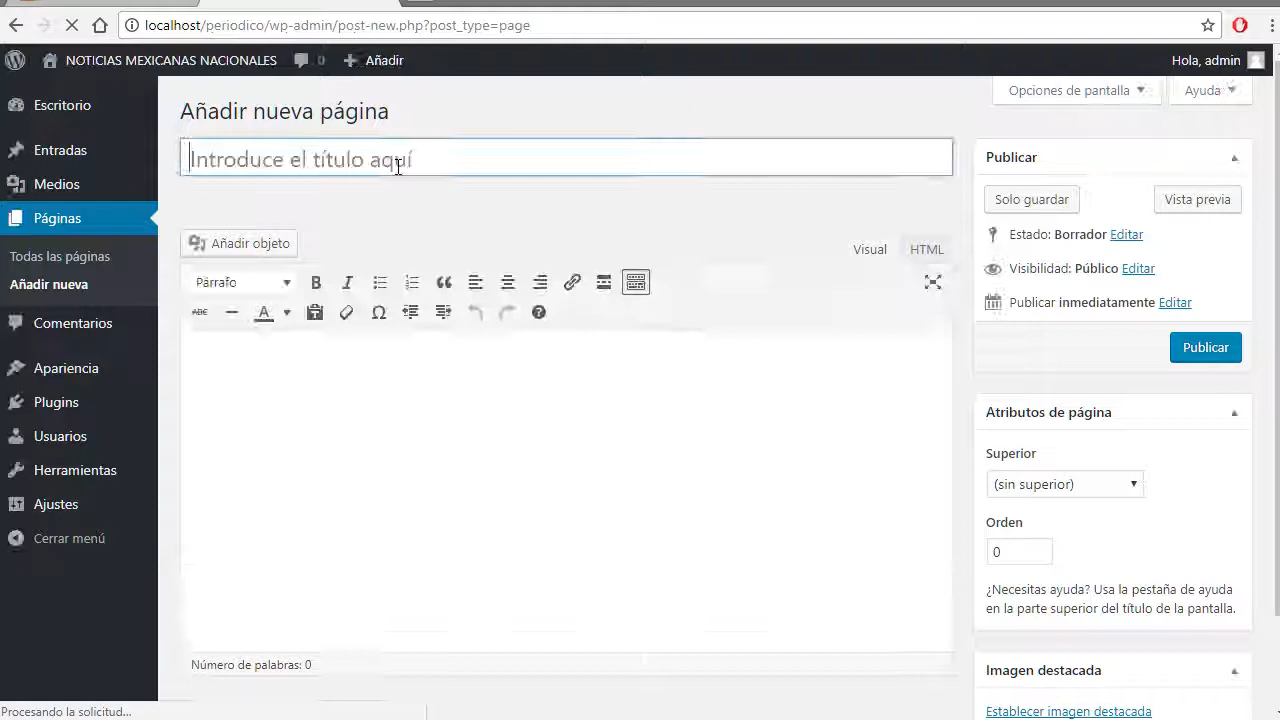 localhost/periodico/wp-admin/post-new.php?post_type=page
NOTICIAS MEXICANAS NACIONALES 0 Añadir Hola, admin
Opciones de pantalla Ayuda
Escritorio
Entradas
Medios
Páginas
Todas las páginas
Añadir nueva
Comentarios
Apariencia
Plugins
Usuarios
Herramientas
Ajustes
Cerrar menú
Añadir nueva página
Introduce el título aquí
Añadir objeto
Visual HTML
Párrafo B I
ABC A
Número de palabras: 0
Publicar
Solo guardar Vista previa
Estado: Borrador Editar
Visibilidad: Público Editar
Publicar inmediatamente Editar
Publicar
Atributos de página
Superior
(sin superior)
Orden
0
¿Necesitas ayuda? Usa la pestaña de ayuda
en la parte superior del título de la pantalla.
Imagen destacada
Establecer imagen destacada
Procesando la solicitud...